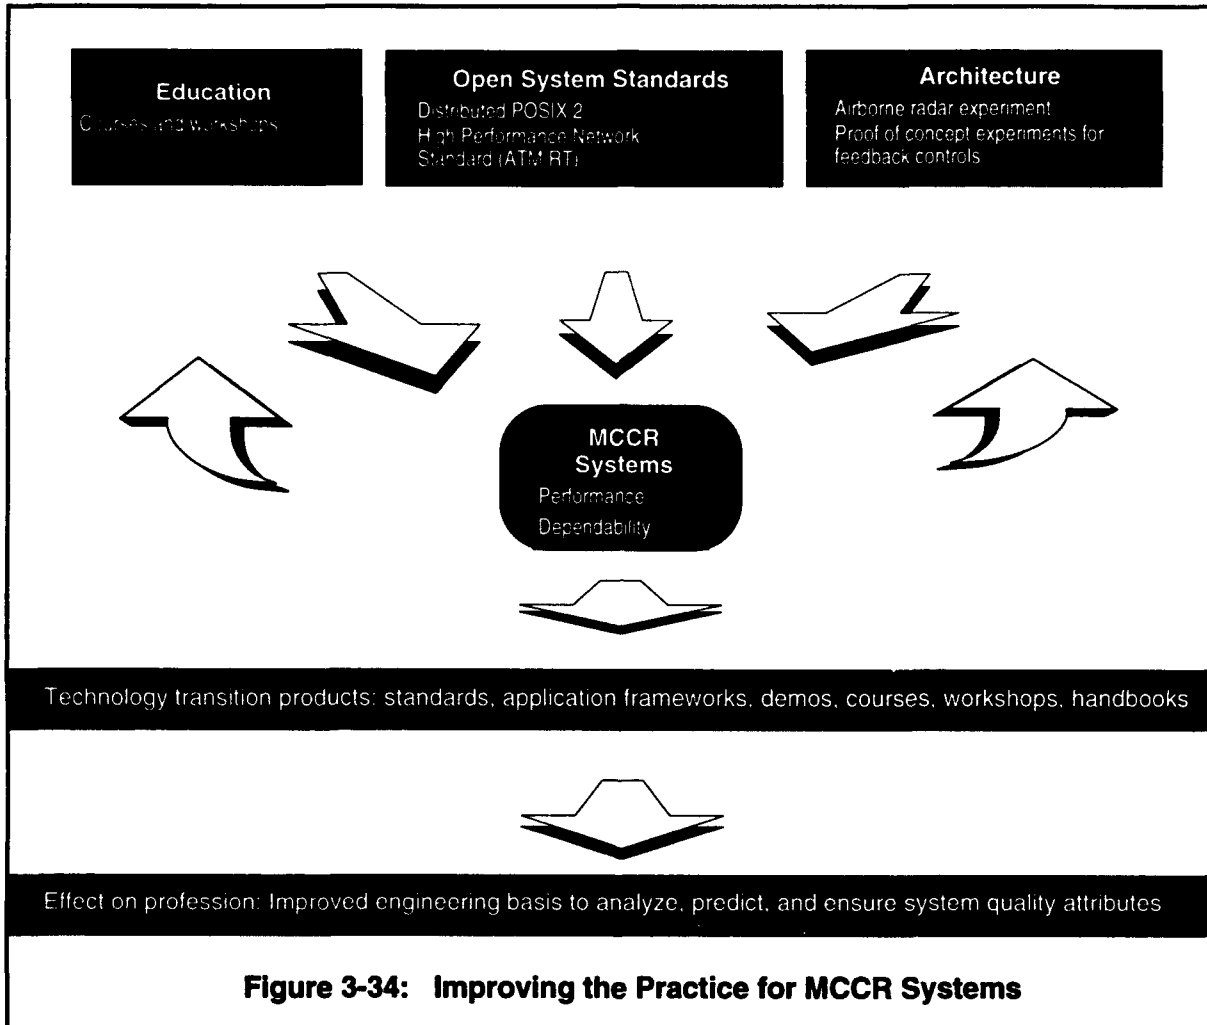 Education
Courses and workshops
Open System Standards
Distributed POSIX 2
High Performance Network
Standard (ATM RT)
Architecture
Airborne radar experiment
Proof of concept experiments for
feedback controls
MCCR
Systems
Performance
Dependability
Technology transition products: standards, application frameworks, demos, courses, workshops, handbooks
Effect on profession: Improved engineering basis to analyze, predict, and ensure system quality attributes
Figure 3-34: Improving the Practice for MCCR Systems